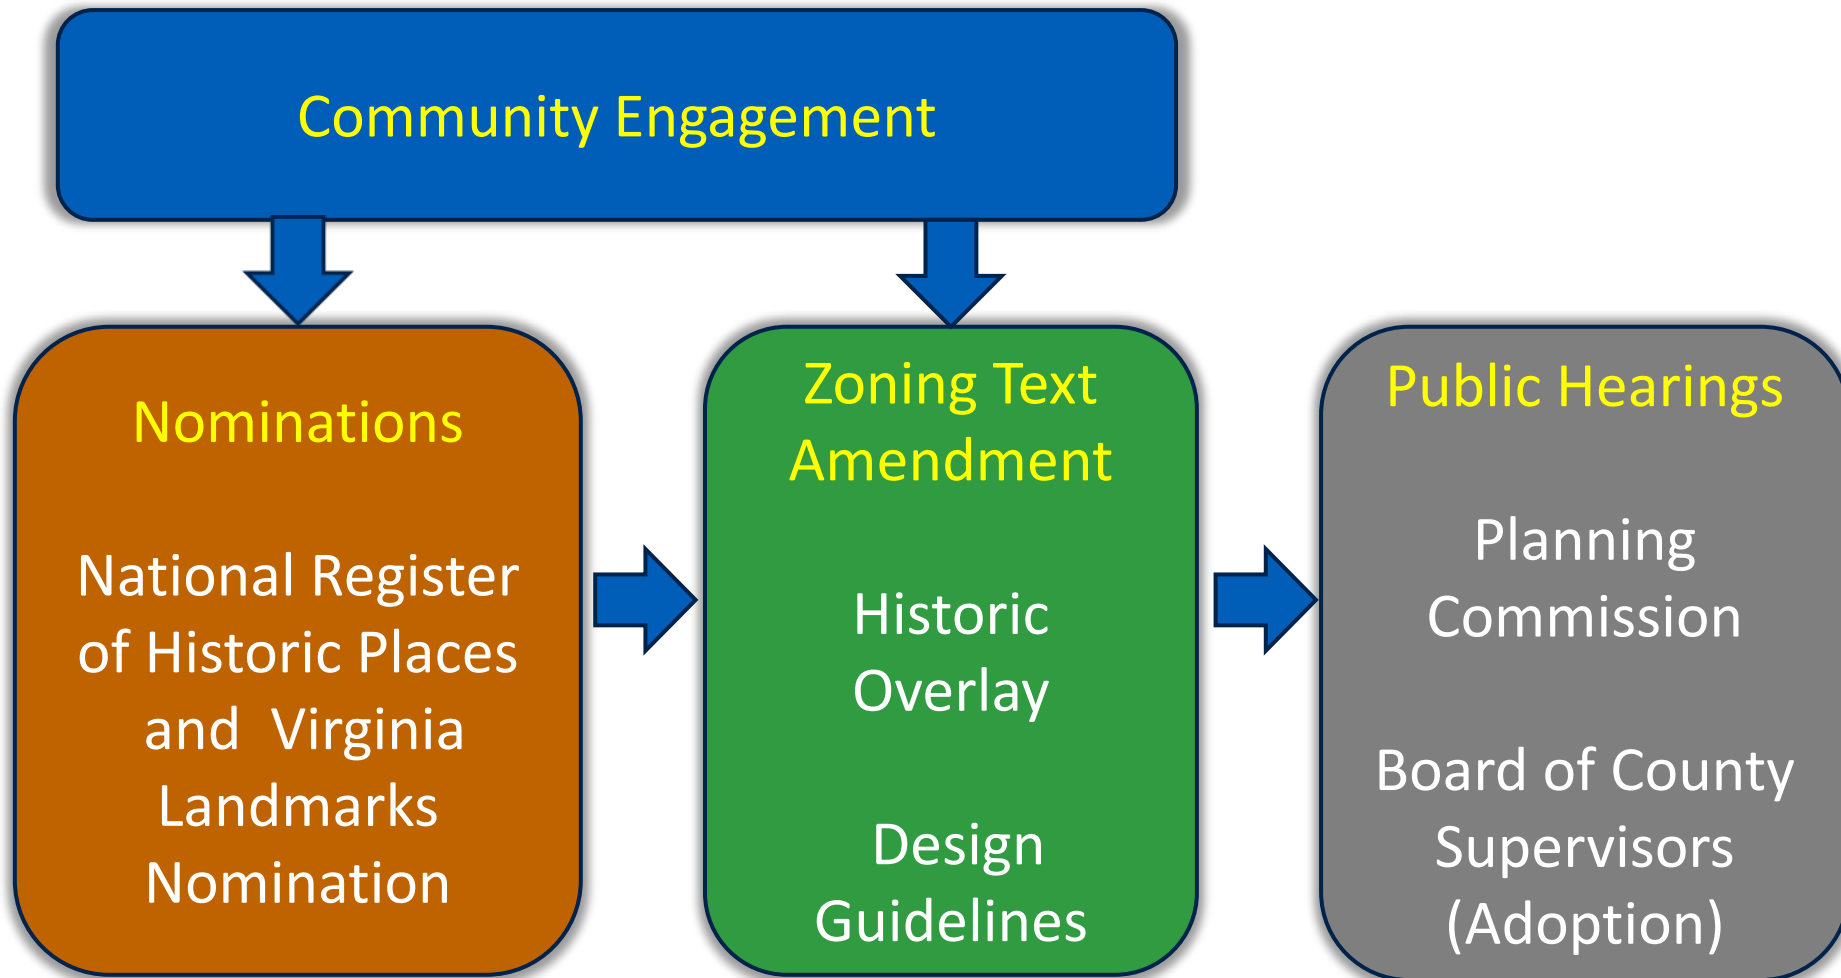 Community Engagement
Nominations
National Register
of Historic Places
and  Virginia
Landmarks
Nomination
Zoning Text
Amendment
Historic
Overlay
Design
Guidelines
Public Hearings
Planning
Commission
Board of County
Supervisors
(Adoption)